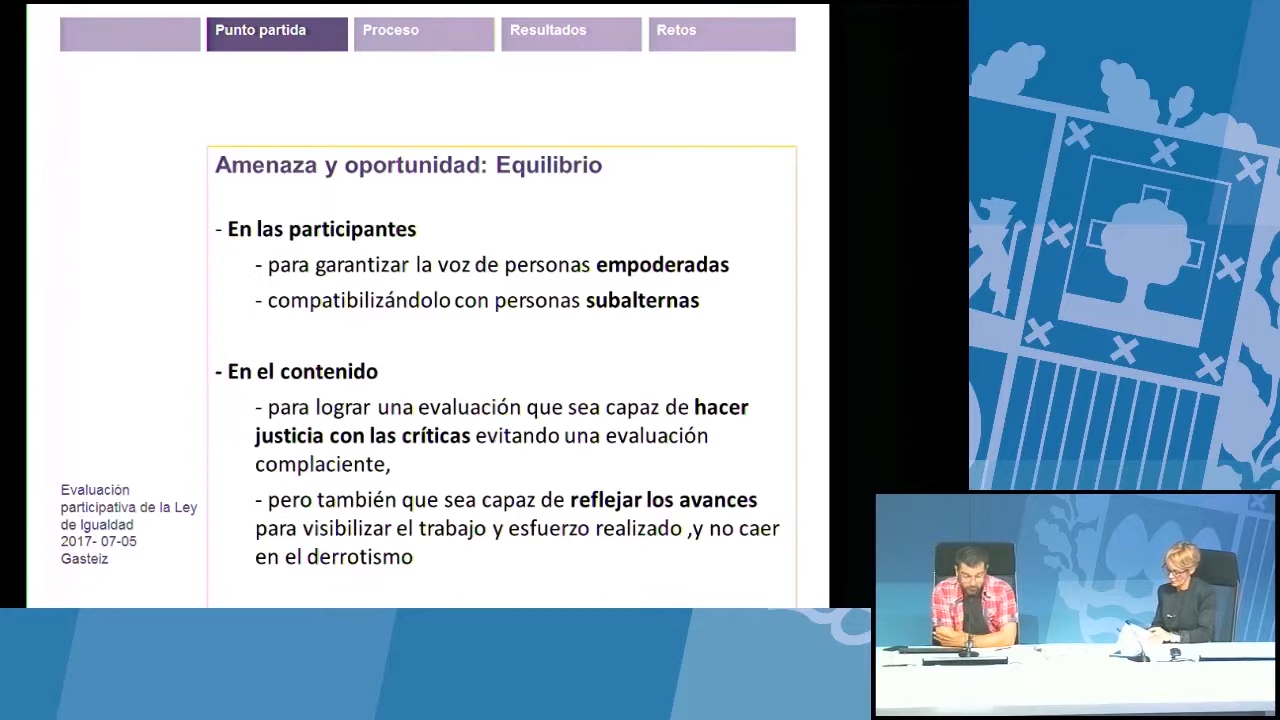 Punto partida
Proceso
Resultados
Retos
Amenaza y oportunidad: Equilibrio
- En las participantes
- para garantizar la voz de personas empoderadas
- compatibilizándolo con personas subalternas
- En el contenido
- para lograr una evaluación que sea capaz de hacer
justicia con las críticas evitando una evaluación
complaciente,
- pero también que sea capaz de reflejar los avances
para visibilizar el trabajo y esfuerzo realizado ,y no caer
en el derrotismo
Evaluación
participativa de la Ley
de Igualdad
2017- 07-05
Gasteiz